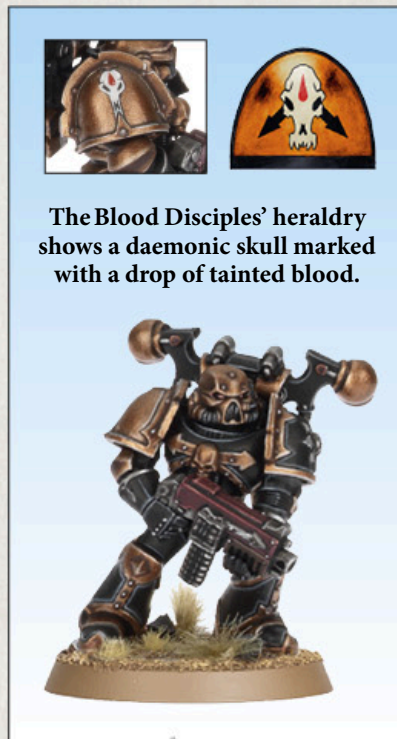 The Blood Disciples' heraldry
shows a daemonic skull marked
with a drop of tainted blood.